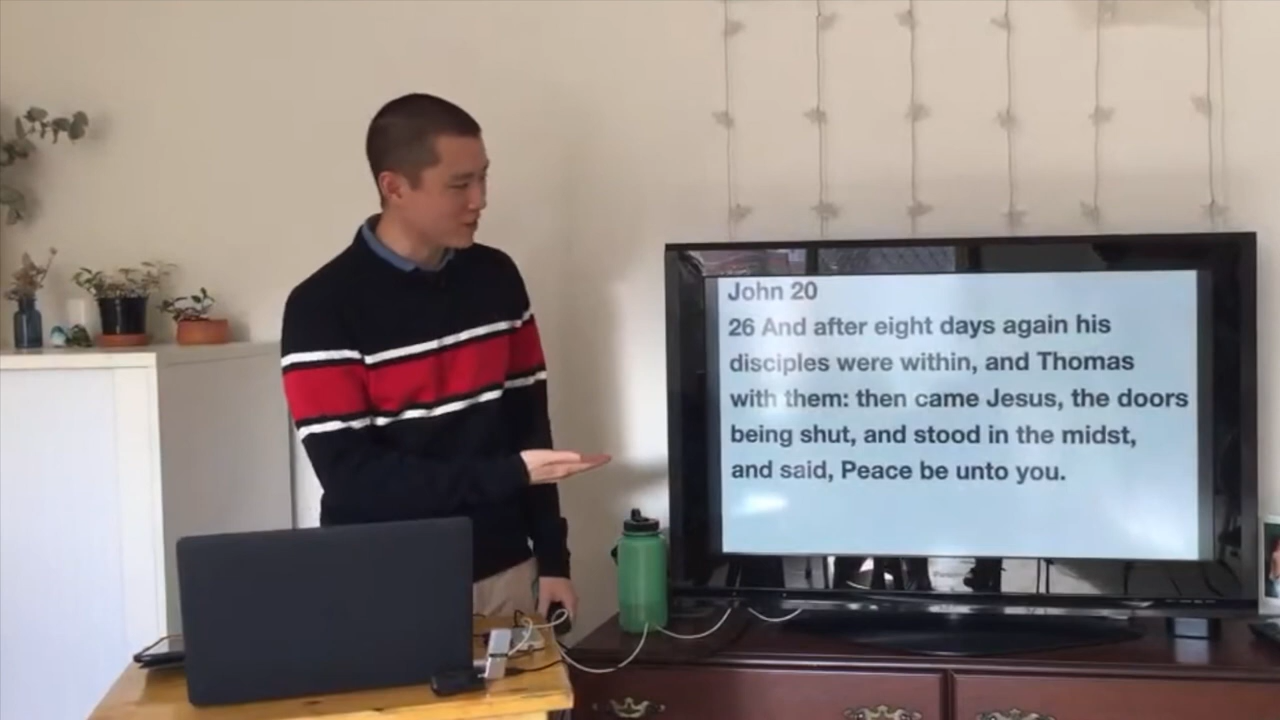 John 20
26 And after eight days again his
disciples were within, and Thomas
with them: then came Jesus, the doors
being shut, and stood in the midst,
and said, Peace be unto you.